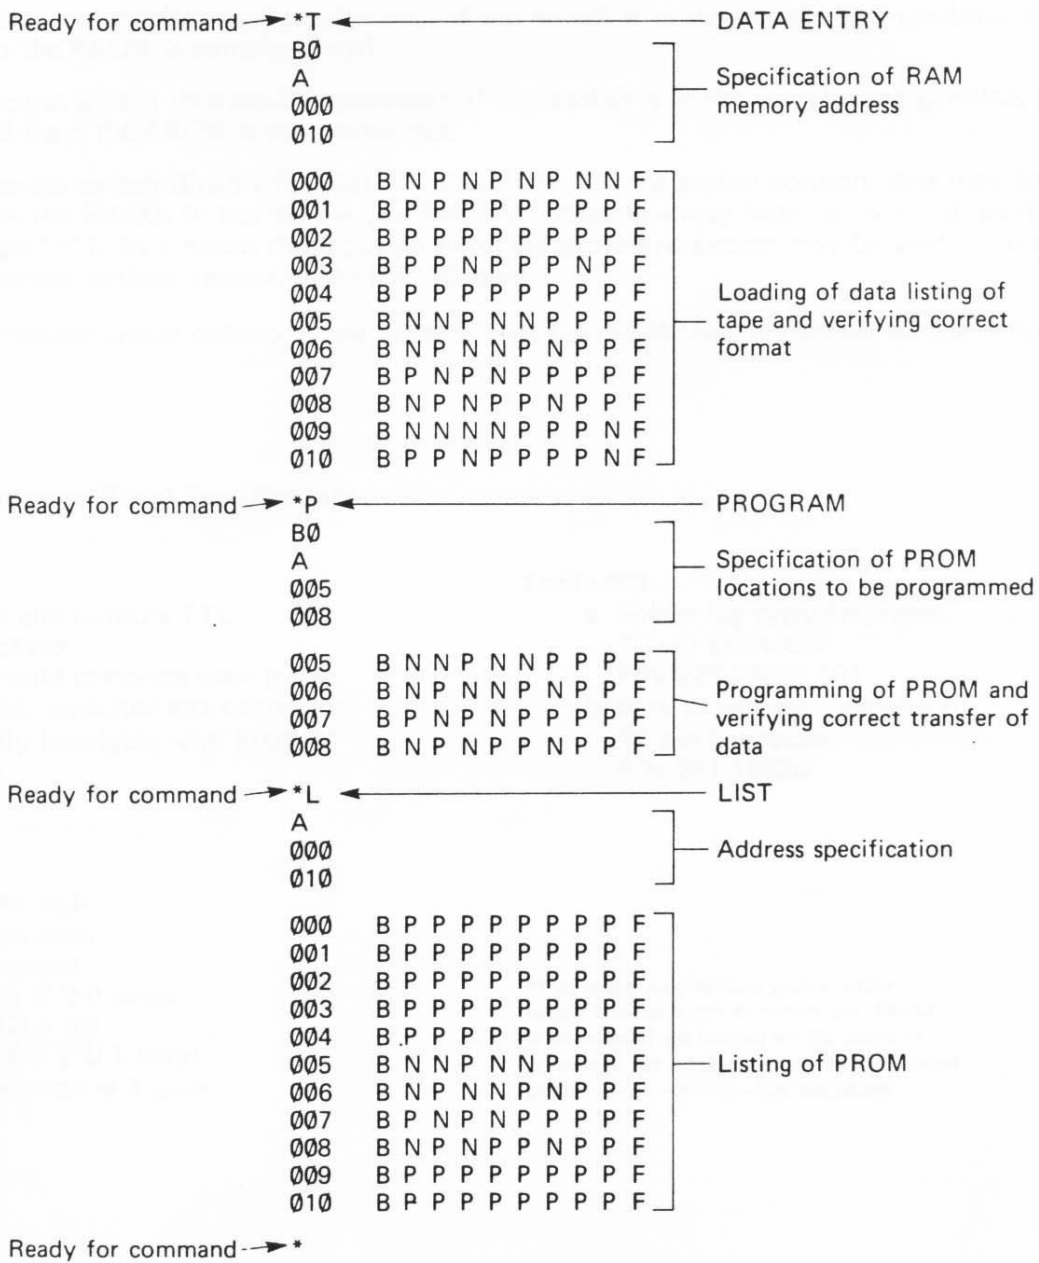 Ready for command → *T ← DATA ENTRY
BØ
A
ØØØ
Ø1Ø
Specification of RAM
memory address
ØØØ B N P N P N P N N F
ØØ1 B P P P P P P P P F
ØØ2 B P P P P P P P P F
ØØ3 B P P N P P P N P F
ØØ4 B P P P P P P P P F
ØØ5 B N N P N N P P P F
ØØ6 B N P N N P N P P F
ØØ7 B P N P N P P P P F
ØØ8 B N P N P P N P P F
ØØ9 B N N N N P P P N F
Ø1Ø B P P N P P P P N F
Loading of data listing of
tape and verifying correct
format
Ready for command → *P ← PROGRAM
BØ
A
ØØ5
ØØ8
Specification of PROM
locations to be programmed
ØØ5 B N N P N N P P P F
ØØ6 B N P N N P N P P F
ØØ7 B P N P N P P P P F
ØØ8 B N P N P P N P P F
Programming of PROM and
verifying correct transfer of
data
Ready for command → *L ← LIST
A
ØØØ
Ø1Ø
Address specification
ØØØ B P P P P P P P P F
ØØ1 B P P P P P P P P F
ØØ2 B P P P P P P P P F
ØØ3 B P P P P P P P P F
ØØ4 B P P P P P P P P F
ØØ5 B N N P N N P P P F
ØØ6 B N P N N P N P P F
ØØ7 B P N P N P P P P F
ØØ8 B N P N P P N P P F
ØØ9 B P P P P P P P P F
Ø1Ø B P P P P P P P P F
Listing of PROM
Ready for command → *